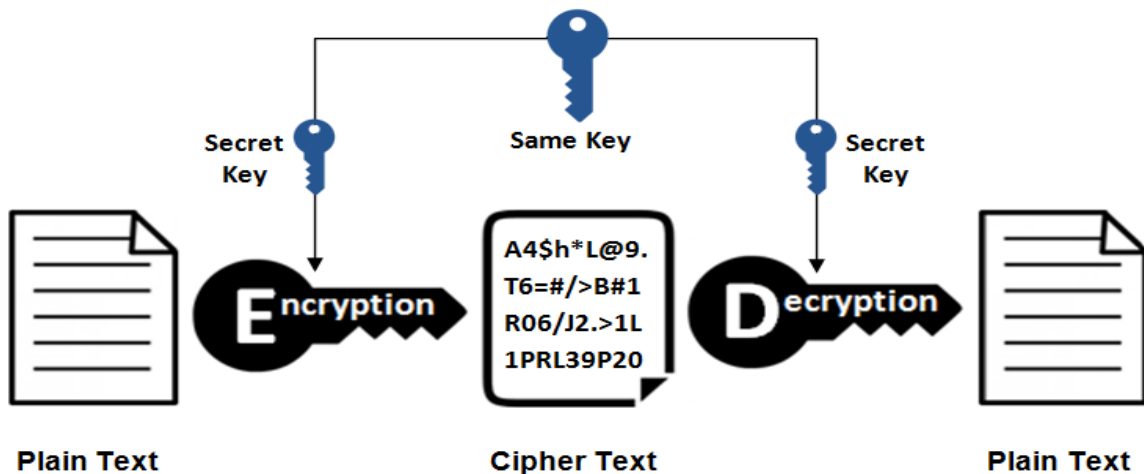 Same Key
Secret
Key
Secret
Key
Encryption
A4$h*L@9.
T6=#/>B#1
R06/J2.>1L
1PRL39P20
Decryption
Plain Text
Cipher Text
Plain Text